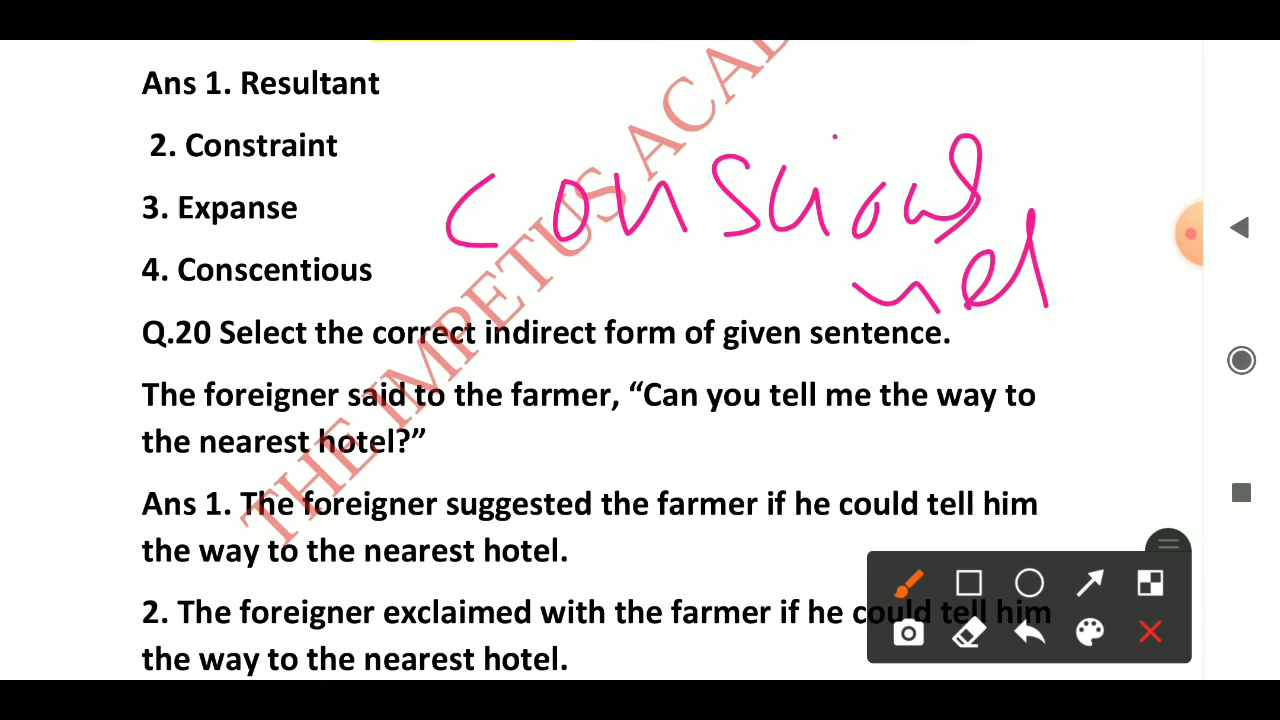 Ans 1. Resultant
2. Constraint
3. Expanse
4. Conscentious
Q.20 Select the correct indirect form of given sentence.
The foreigner said to the farmer, “Can you tell me the way to
the nearest hotel?”
Ans 1. The foreigner suggested the farmer if he could tell him
the way to the nearest hotel.
2. The foreigner exclaimed with the farmer if he could tell him
the way to the nearest hotel.
THE IMPETUS